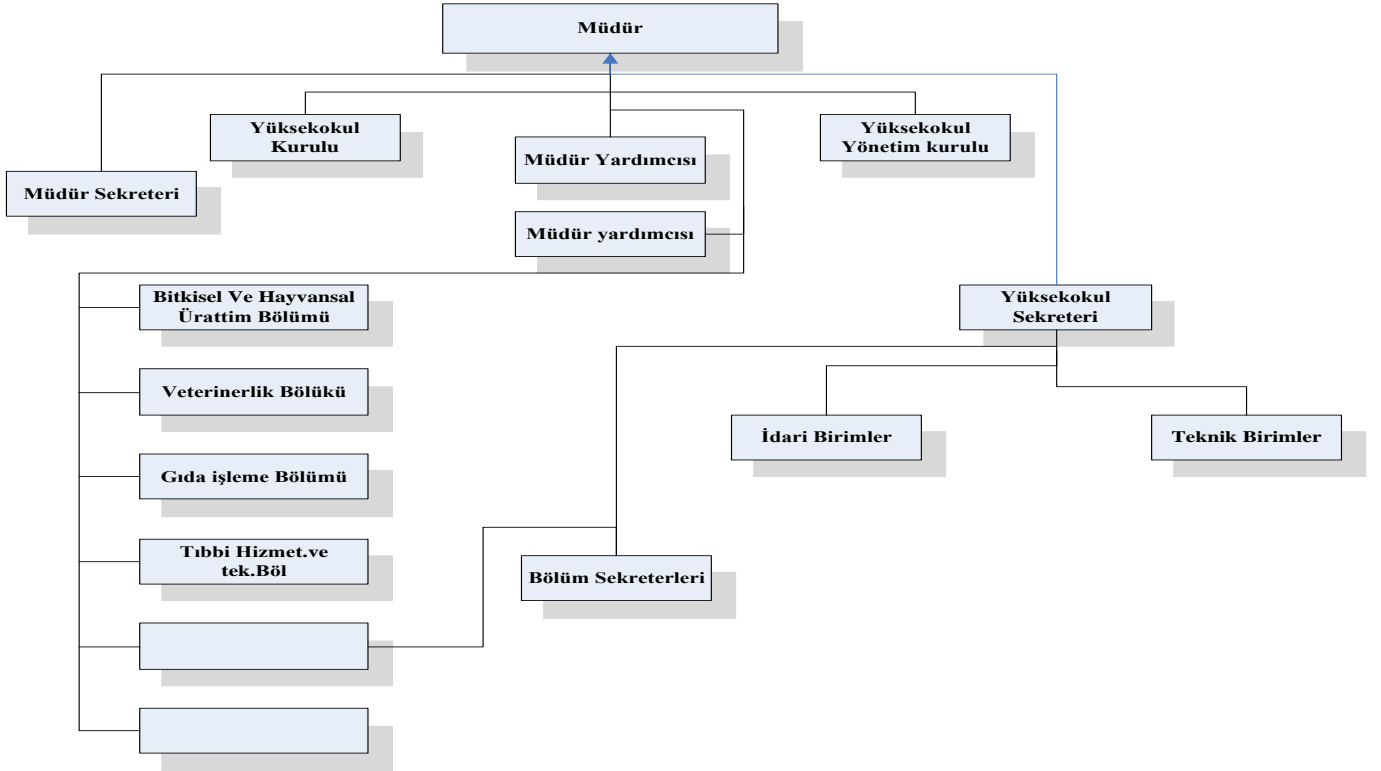 Müdür
Yüksekokul
Kurulu
Müdür Yardımcısı
Yüksekokul
Yönetim kurulu
Müdür Sekreteri
Müdür yardımcısı
Bitkisel Ve Hayvansal
Ürattim Bölümü
Yüksekokul
Sekreteri
Veterinerlik Bölükü
İdari Birimler
Teknik Birimler
Gıda işleme Bölümü
Tıbbi Hizmet.ve
tek.Böl
Bölüm Sekreterleri